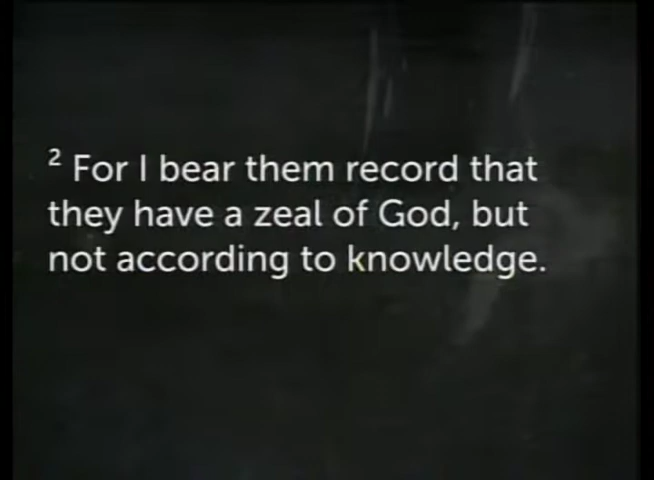 ² For I bear them record that
they have a zeal of God, but
not according to knowledge.